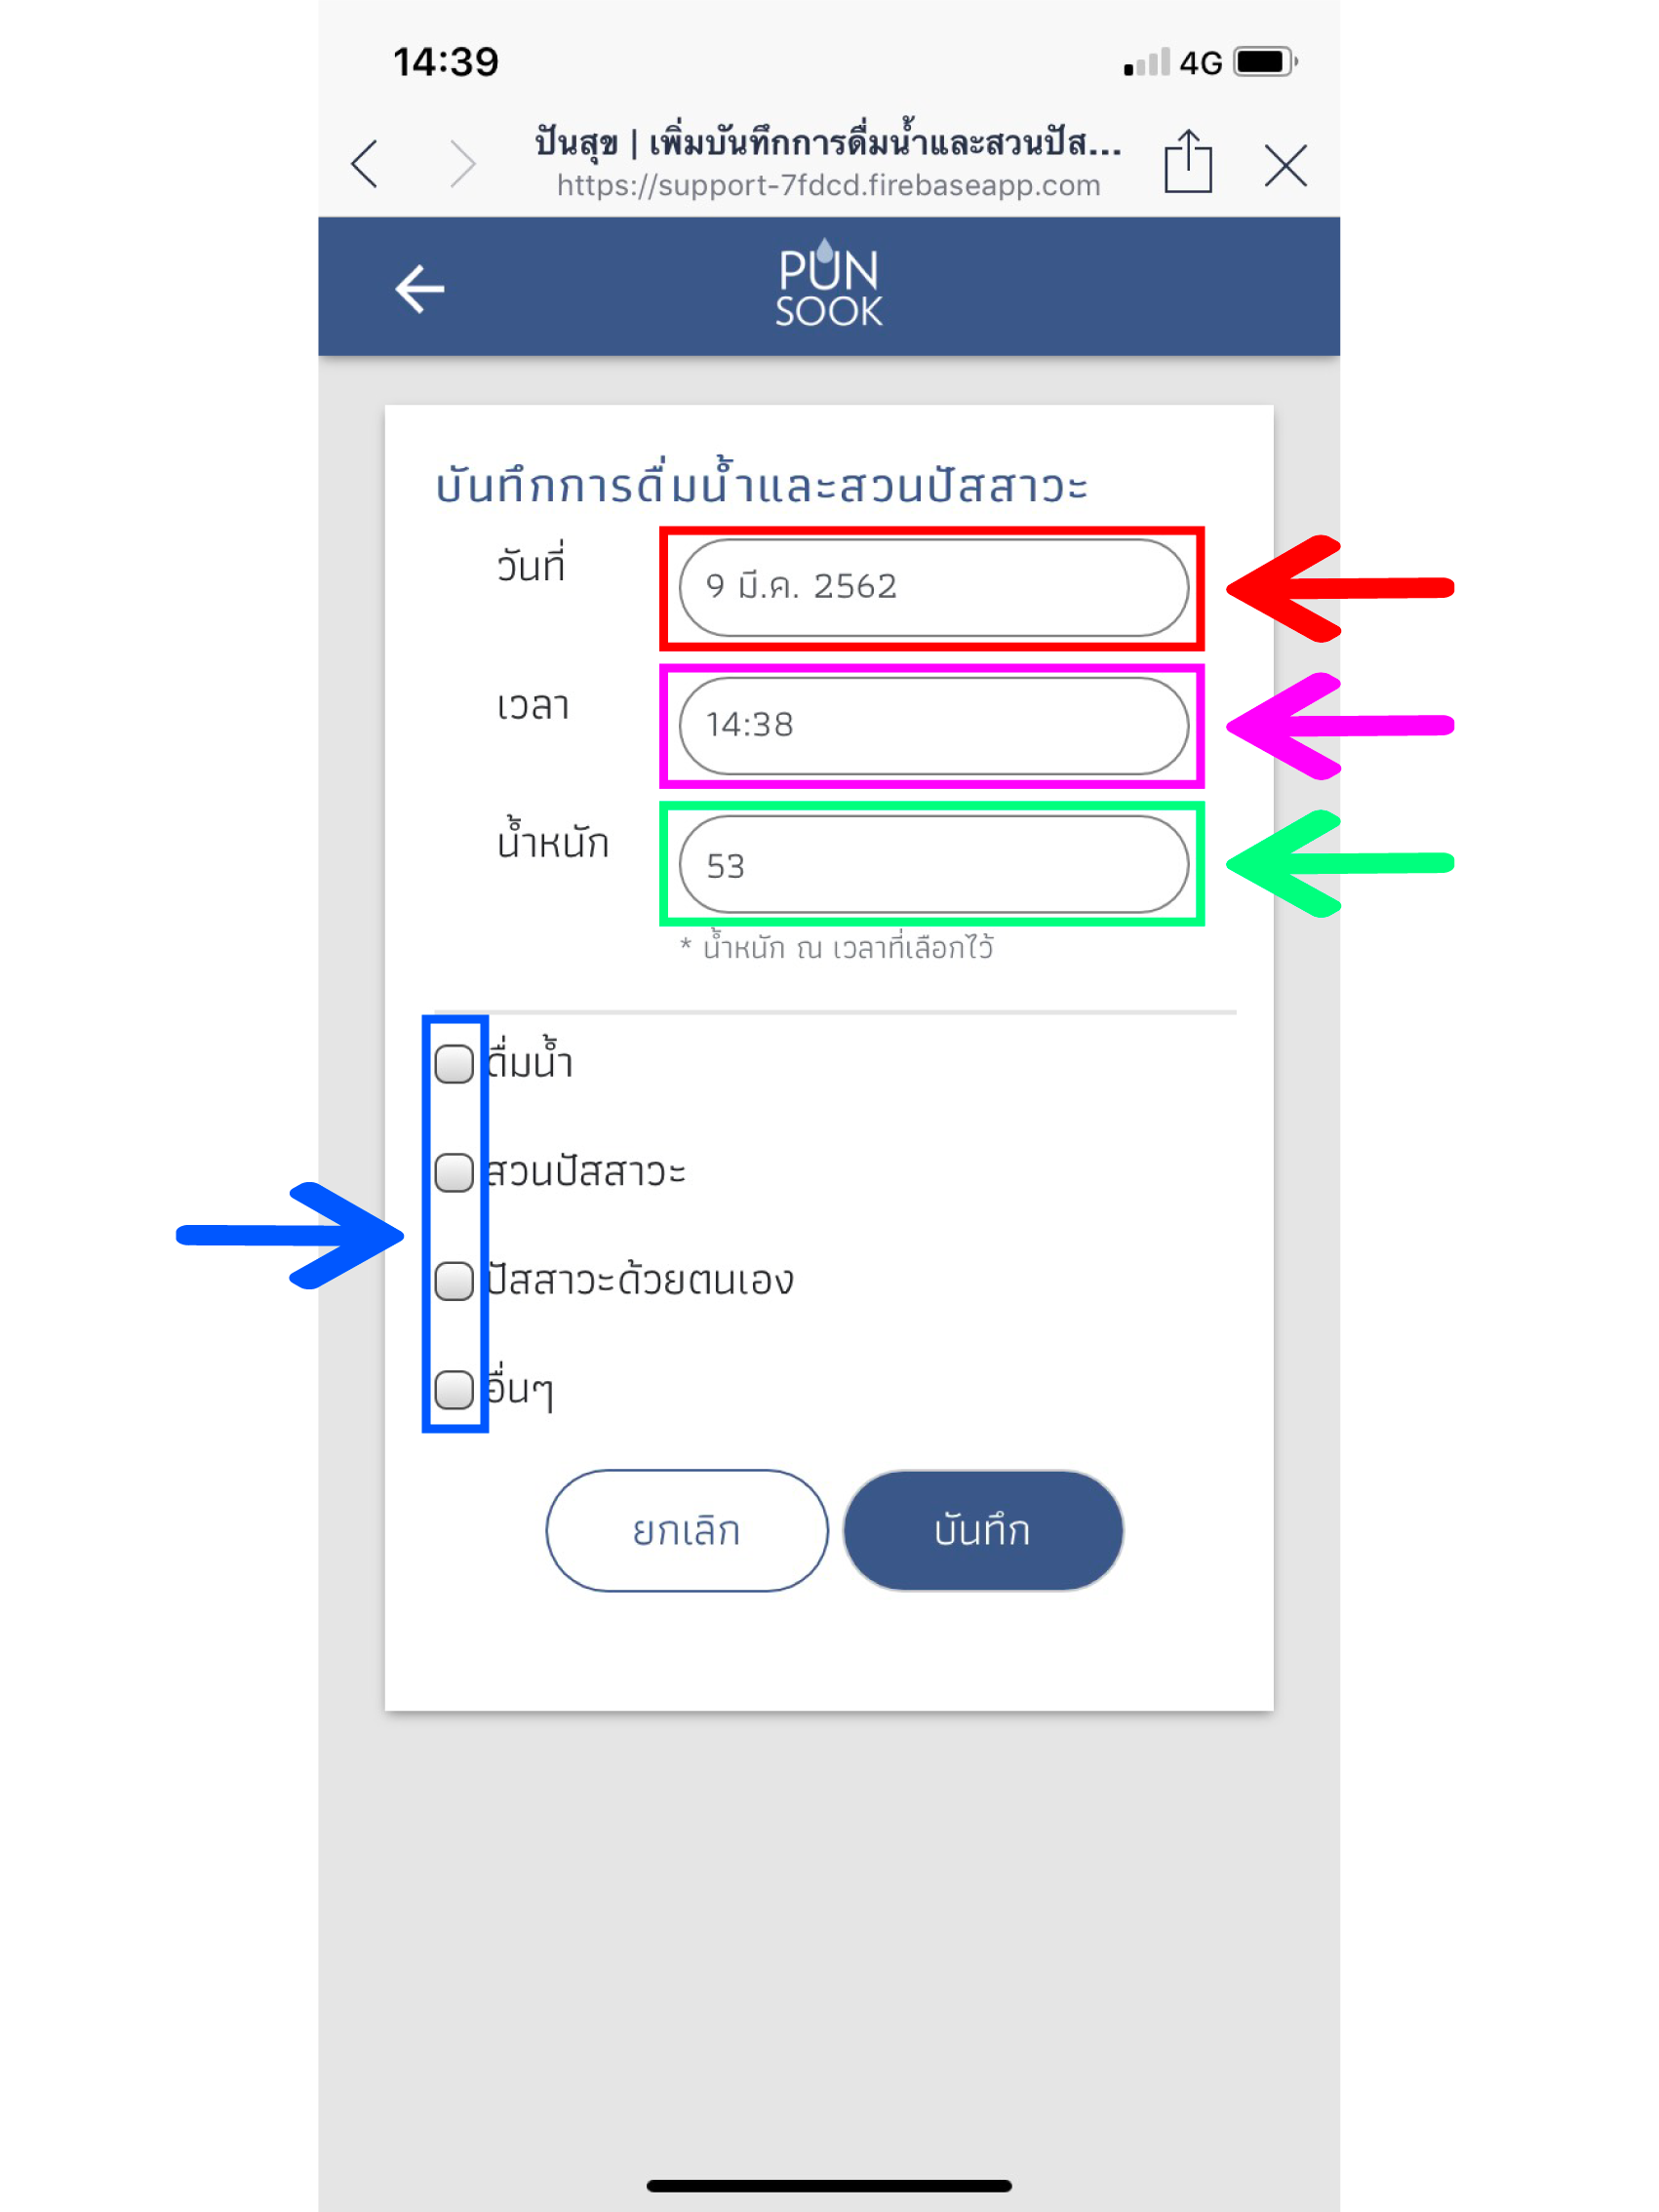 14:39
4G
ปันสุข | เพิ่มบันทึกการดื่มน้ำและสวนปัส...
https://support-7fdcd.firebaseapp.com
PUN
SOOK
บันทึกการดื่มน้ำและสวนปัสสาวะ
วันที่
9 มี.ค. 2562
เวลา
14:38
น้ำหนัก
53
* น้ำหนัก ณ เวลาที่เลือกไว้
ดื่มน้ำ
สวนปัสสาวะ
ปัสสาวะด้วยตนเอง
อื่นๆ
ยกเลิก
บันทึก